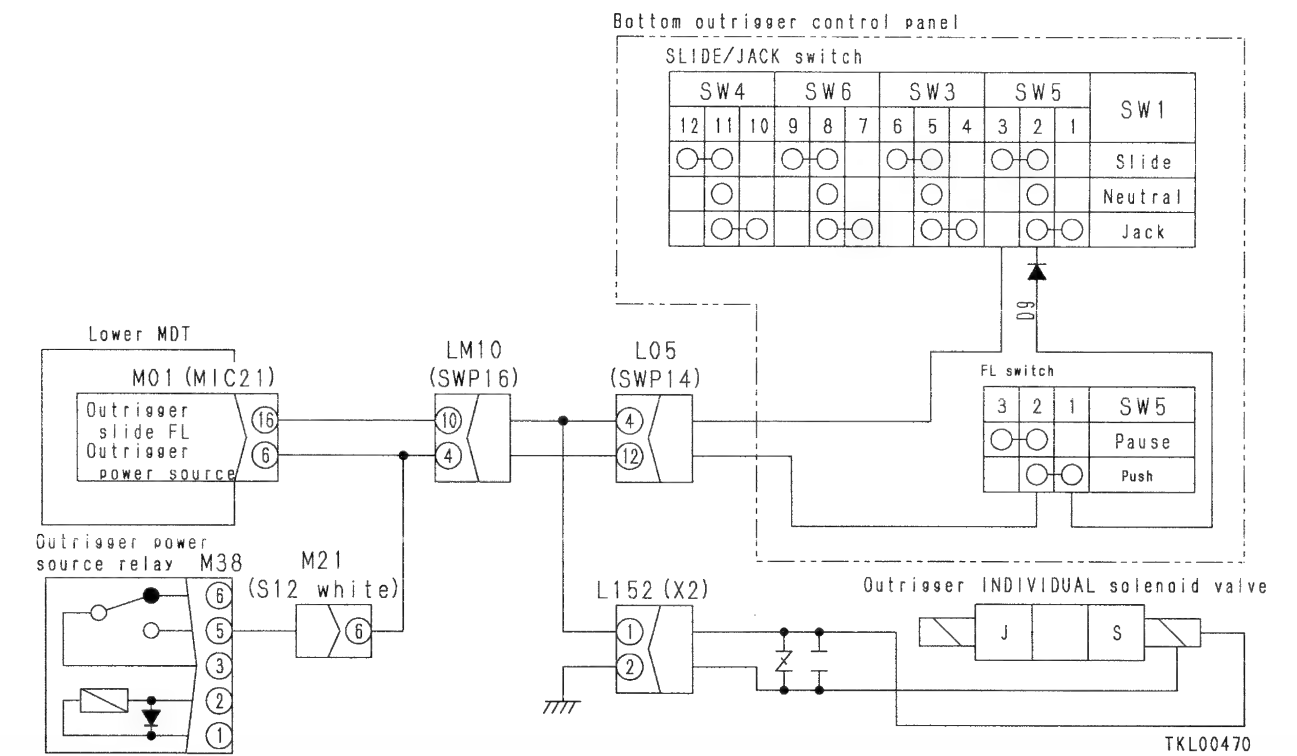 Bottom outrigger control panel
SLIDE/JACK switch
SW4 SW6 SW3 SW5 SW1
12 11 10 9 8 7 6 5 4 3 2 1
Slide
Neutral
Jack
D9
FL switch
3 2 1 SW5
Pause
Push
Lower MDT
M01 (MIC21)
Outrigger
slide FL
Outrigger
power source
16
6
LM10
(SWP16)
10
4
L05
(SWP14)
4
12
Outrigger power
source relay M38
6
5
3
2
1
M21
(S12 white)
6
L152 (X2)
1
2
Outrigger INDIVIDUAL solenoid valve
J S
TKL00470